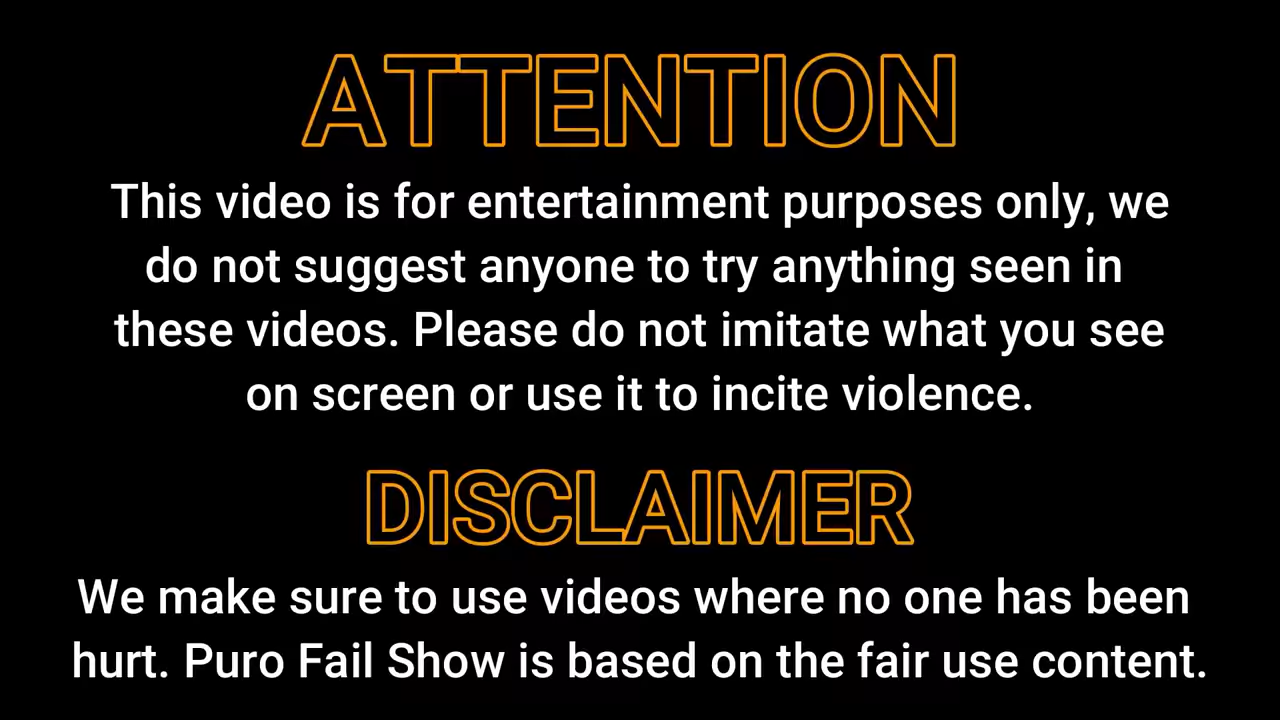 ATTENTION
This video is for entertainment purposes only, we
do not suggest anyone to try anything seen in
these videos. Please do not imitate what you see
on screen or use it to incite violence.
DISCLAIMER
We make sure to use videos where no one has been
hurt. Puro Fail Show is based on the fair use content.